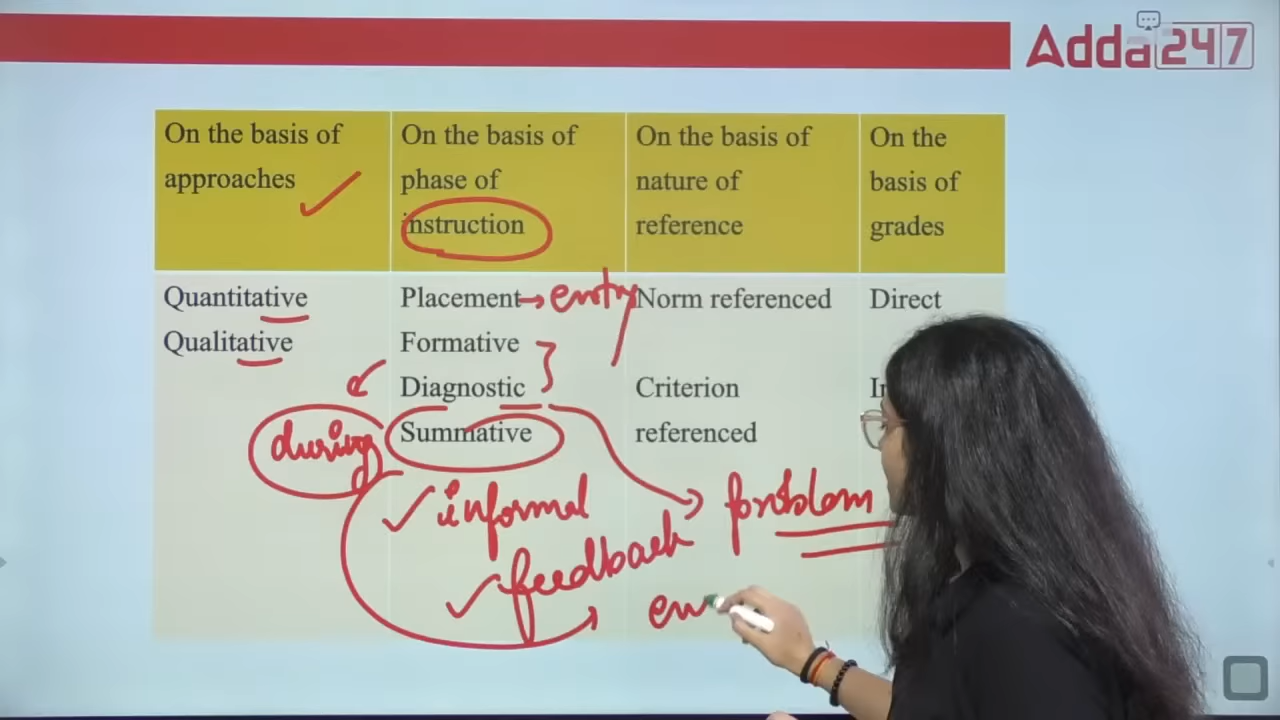 Adda 247
On the basis of
approaches
On the basis of
phase of
instruction
On the basis of
nature of
reference
On the
basis of
grades
Quantitative
Qualitative
Placement → entry
Formative
Diagnostic
Summative
Norm referenced
Criterion
referenced
Direct
during
informal
feedback
problem